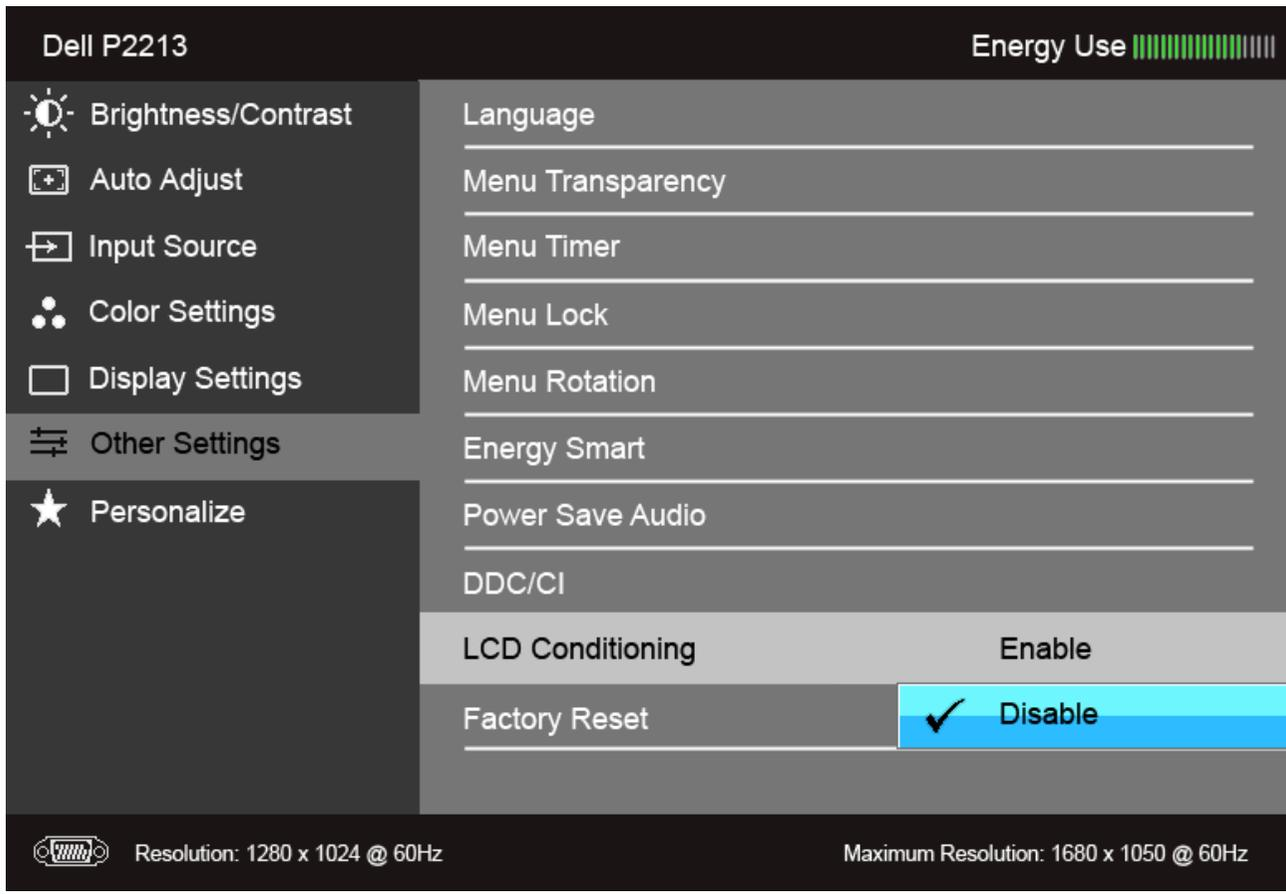 Dell P2213
Energy Use
Brightness/Contrast
Auto Adjust
Input Source
Color Settings
Display Settings
Other Settings
Personalize
Language
Menu Transparency
Menu Timer
Menu Lock
Menu Rotation
Energy Smart
Power Save Audio
DDC/CI
LCD Conditioning
Enable
Factory Reset
Disable
Resolution: 1280 x 1024 @ 60Hz
Maximum Resolution: 1680 x 1050 @ 60Hz